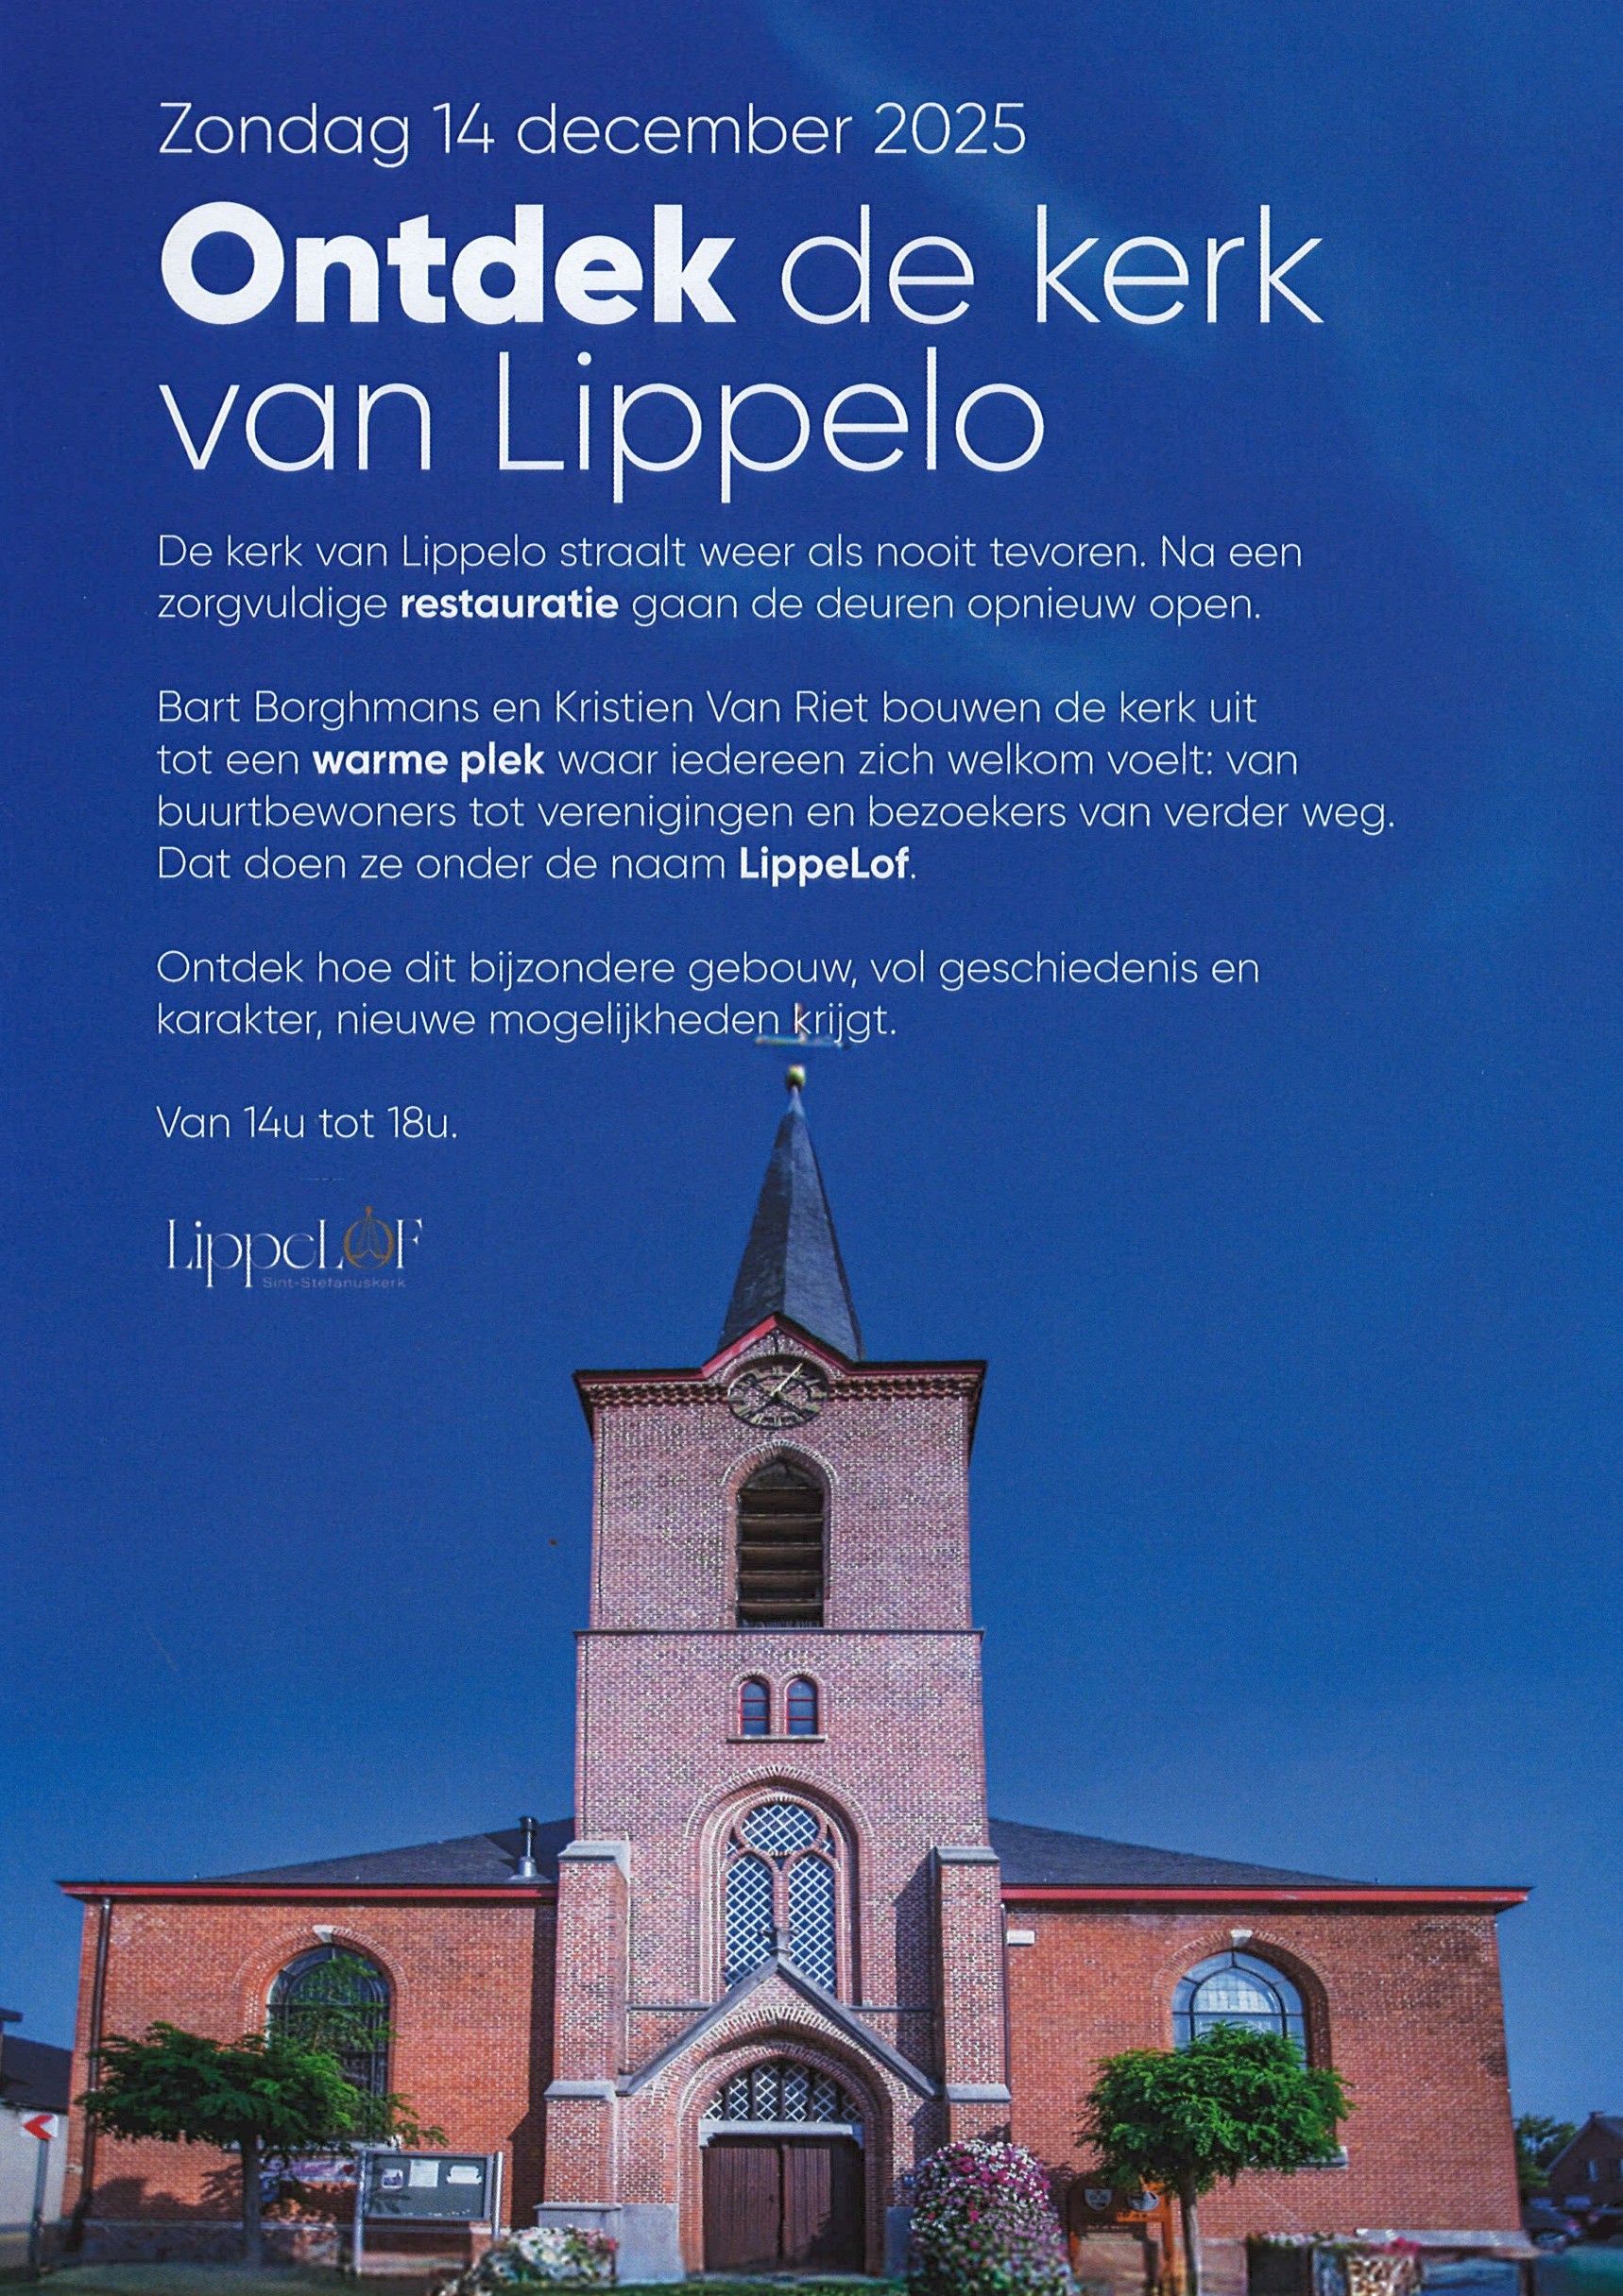 Zondag 14 december 2025
Ontdek de kerk
van Lippelo
De kerk van Lippelo straalt weer als nooit tevoren. Na een
zorgvuldige restauratie gaan de deuren opnieuw open.
Bart Borghmans en Kristien Van Riet bouwen de kerk uit
tot een warme plek waar iedereen zich welkom voelt: van
buurtbewoners tot verenigingen en bezoekers van verder weg.
Dat doen ze onder de naam LippeLof.
Ontdek hoe dit bijzondere gebouw, vol geschiedenis en
karakter, nieuwe mogelijkheden krijgt.
Van 14u tot 18u.
LippeLOF
Sint-Stefanuskerk